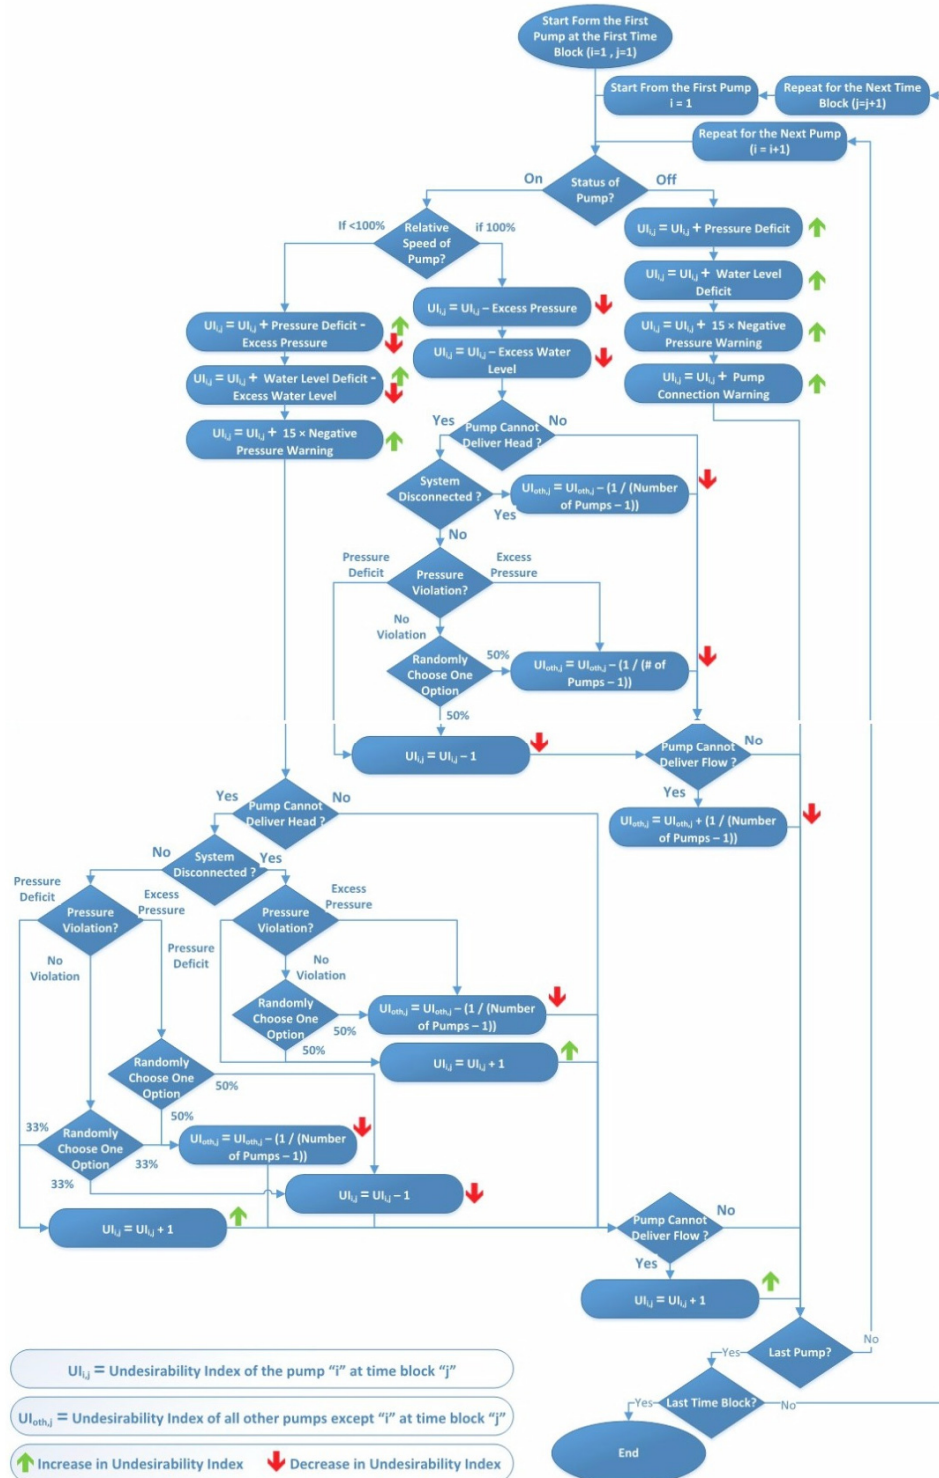 Start Form the First
Pump at the First Time
Block (i=1 , j=1)
Start From the First Pump
i = 1
Repeat for the Next Time
Block (j=j+1)
Repeat for the Next Pump
(i = i+1)
On
Status of
Pump?
Off
If <100%
Relative
Speed of
Pump?
if 100%
UIi,j = UIi,j + Pressure Deficit
UIi,j = UIi,j + Water Level
Deficit
UIi,j = UIi,j + 15 × Negative
Pressure Warning
UIi,j = UIi,j + Pump
Connection Warning
UIi,j = UIi,j – Excess Pressure
UIi,j = UIi,j – Excess Water
Level
UIi,j = UIi,j + Pressure Deficit -
Excess Pressure
UIi,j = UIi,j + Water Level Deficit -
Excess Water Level
UIi,j = UIi,j + 15 × Negative
Pressure Warning
Yes
Pump Cannot
Deliver Head ?
No
System
Disconnected ?
Yes
UIoth,j = UIoth,j – (1 / (Number
of Pumps – 1))
No
Pressure
Deficit
Pressure
Violation?
Excess
Pressure
No
Violation
Randomly
Choose One
Option
50%
UIoth,j = UIoth,j – (1 / (# of
Pumps – 1))
50%
UIi,j = UIi,j – 1
Pump Cannot
Deliver Flow ?
No
Yes
UIoth,j = UIoth,j + (1 / (Number
of Pumps – 1))
Yes
Pump Cannot
Deliver Head ?
No
No
System
Disconnected ?
Yes
Pressure
Deficit
Pressure
Violation?
Excess
Pressure
Pressure
Deficit
Pressure
Violation?
Excess
Pressure
No
Violation
No
Violation
Randomly
Choose One
Option
50%
50%
UIoth,j = UIoth,j – (1 / (Number
of Pumps – 1))
UIi,j = UIi,j + 1
Randomly
Choose One
Option
50%
50%
33%
Randomly
Choose One
Option
33%
33%
UIoth,j = UIoth,j – (1 / (Number
of Pumps – 1))
UIi,j = UIi,j – 1
UIi,j = UIi,j + 1
Pump Cannot
Deliver Flow ?
No
Yes
UIi,j = UIi,j + 1
Last Pump?
No
Yes
Last Time Block?
No
Yes
End
UIi,j = Undesirability Index of the pump “i” at time block “j”
UIoth,j = Undesirability Index of all other pumps except “i” at time block “j”
Increase in Undesirability Index
Decrease in Undesirability Index